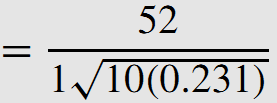 = 52 / 1√10(0.231)